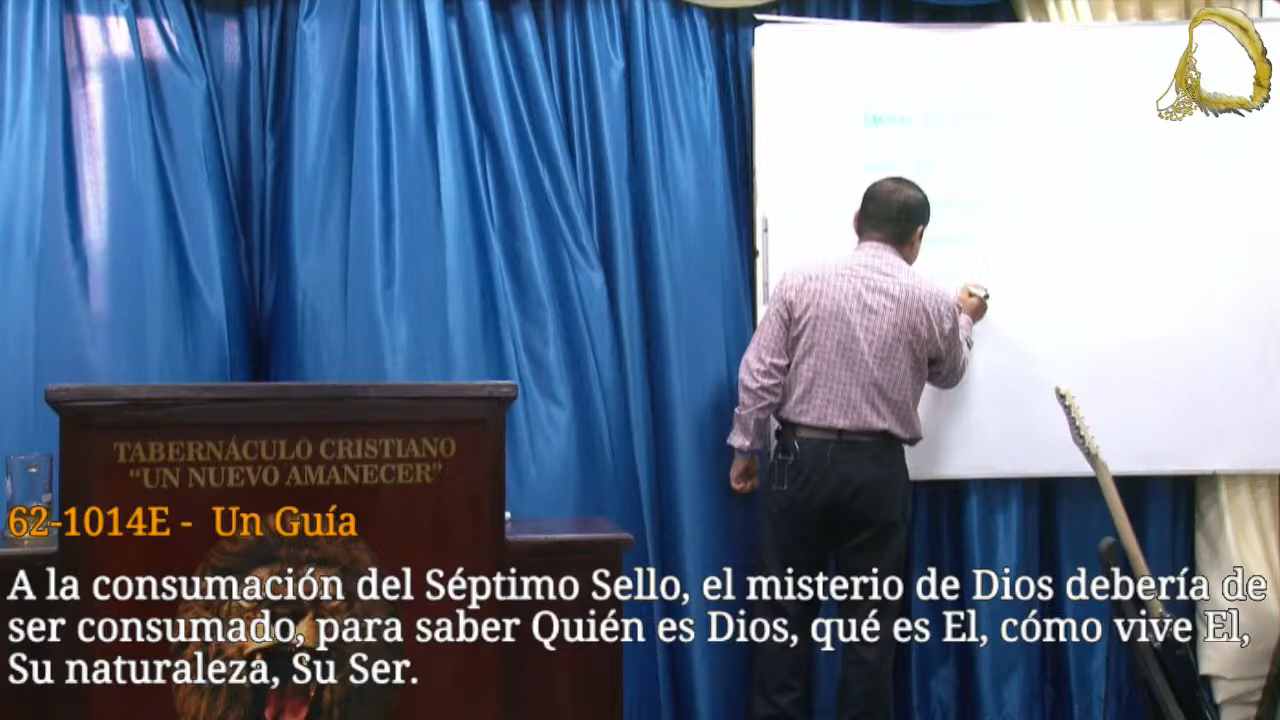 TABERNÁCULO CRISTIANO
“UN NUEVO AMANECER”
62-1014E - Un Guía
A la consumación del Séptimo Sello, el misterio de Dios debería de
ser consumado, para saber Quién es Dios, qué es El, cómo vive El,
Su naturaleza, Su Ser.